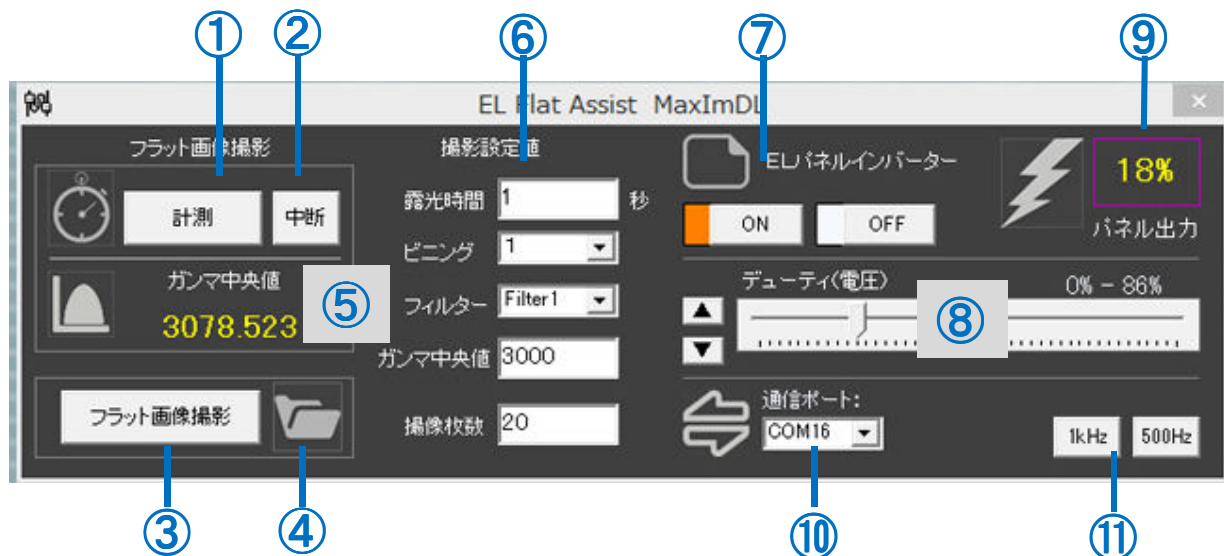 ① ② ⑥ ⑦ ⑨
EL Flat Assist MaxImDL
フラット画像撮影
計測 中断
ガンマ中央値
3078.523
⑤
フラット画像撮影
③ ④
撮影設定値
露光時間 1 秒
ビニング 1
フィルター Filter1
ガンマ中央値 3000
撮像枚数 20
ELパネルインバーター
ON OFF
18%
パネル出力
デューティ(電圧) 0% - 86%
⑧
通信ポート:
COM16
1kHz 500Hz
⑩ ⑪